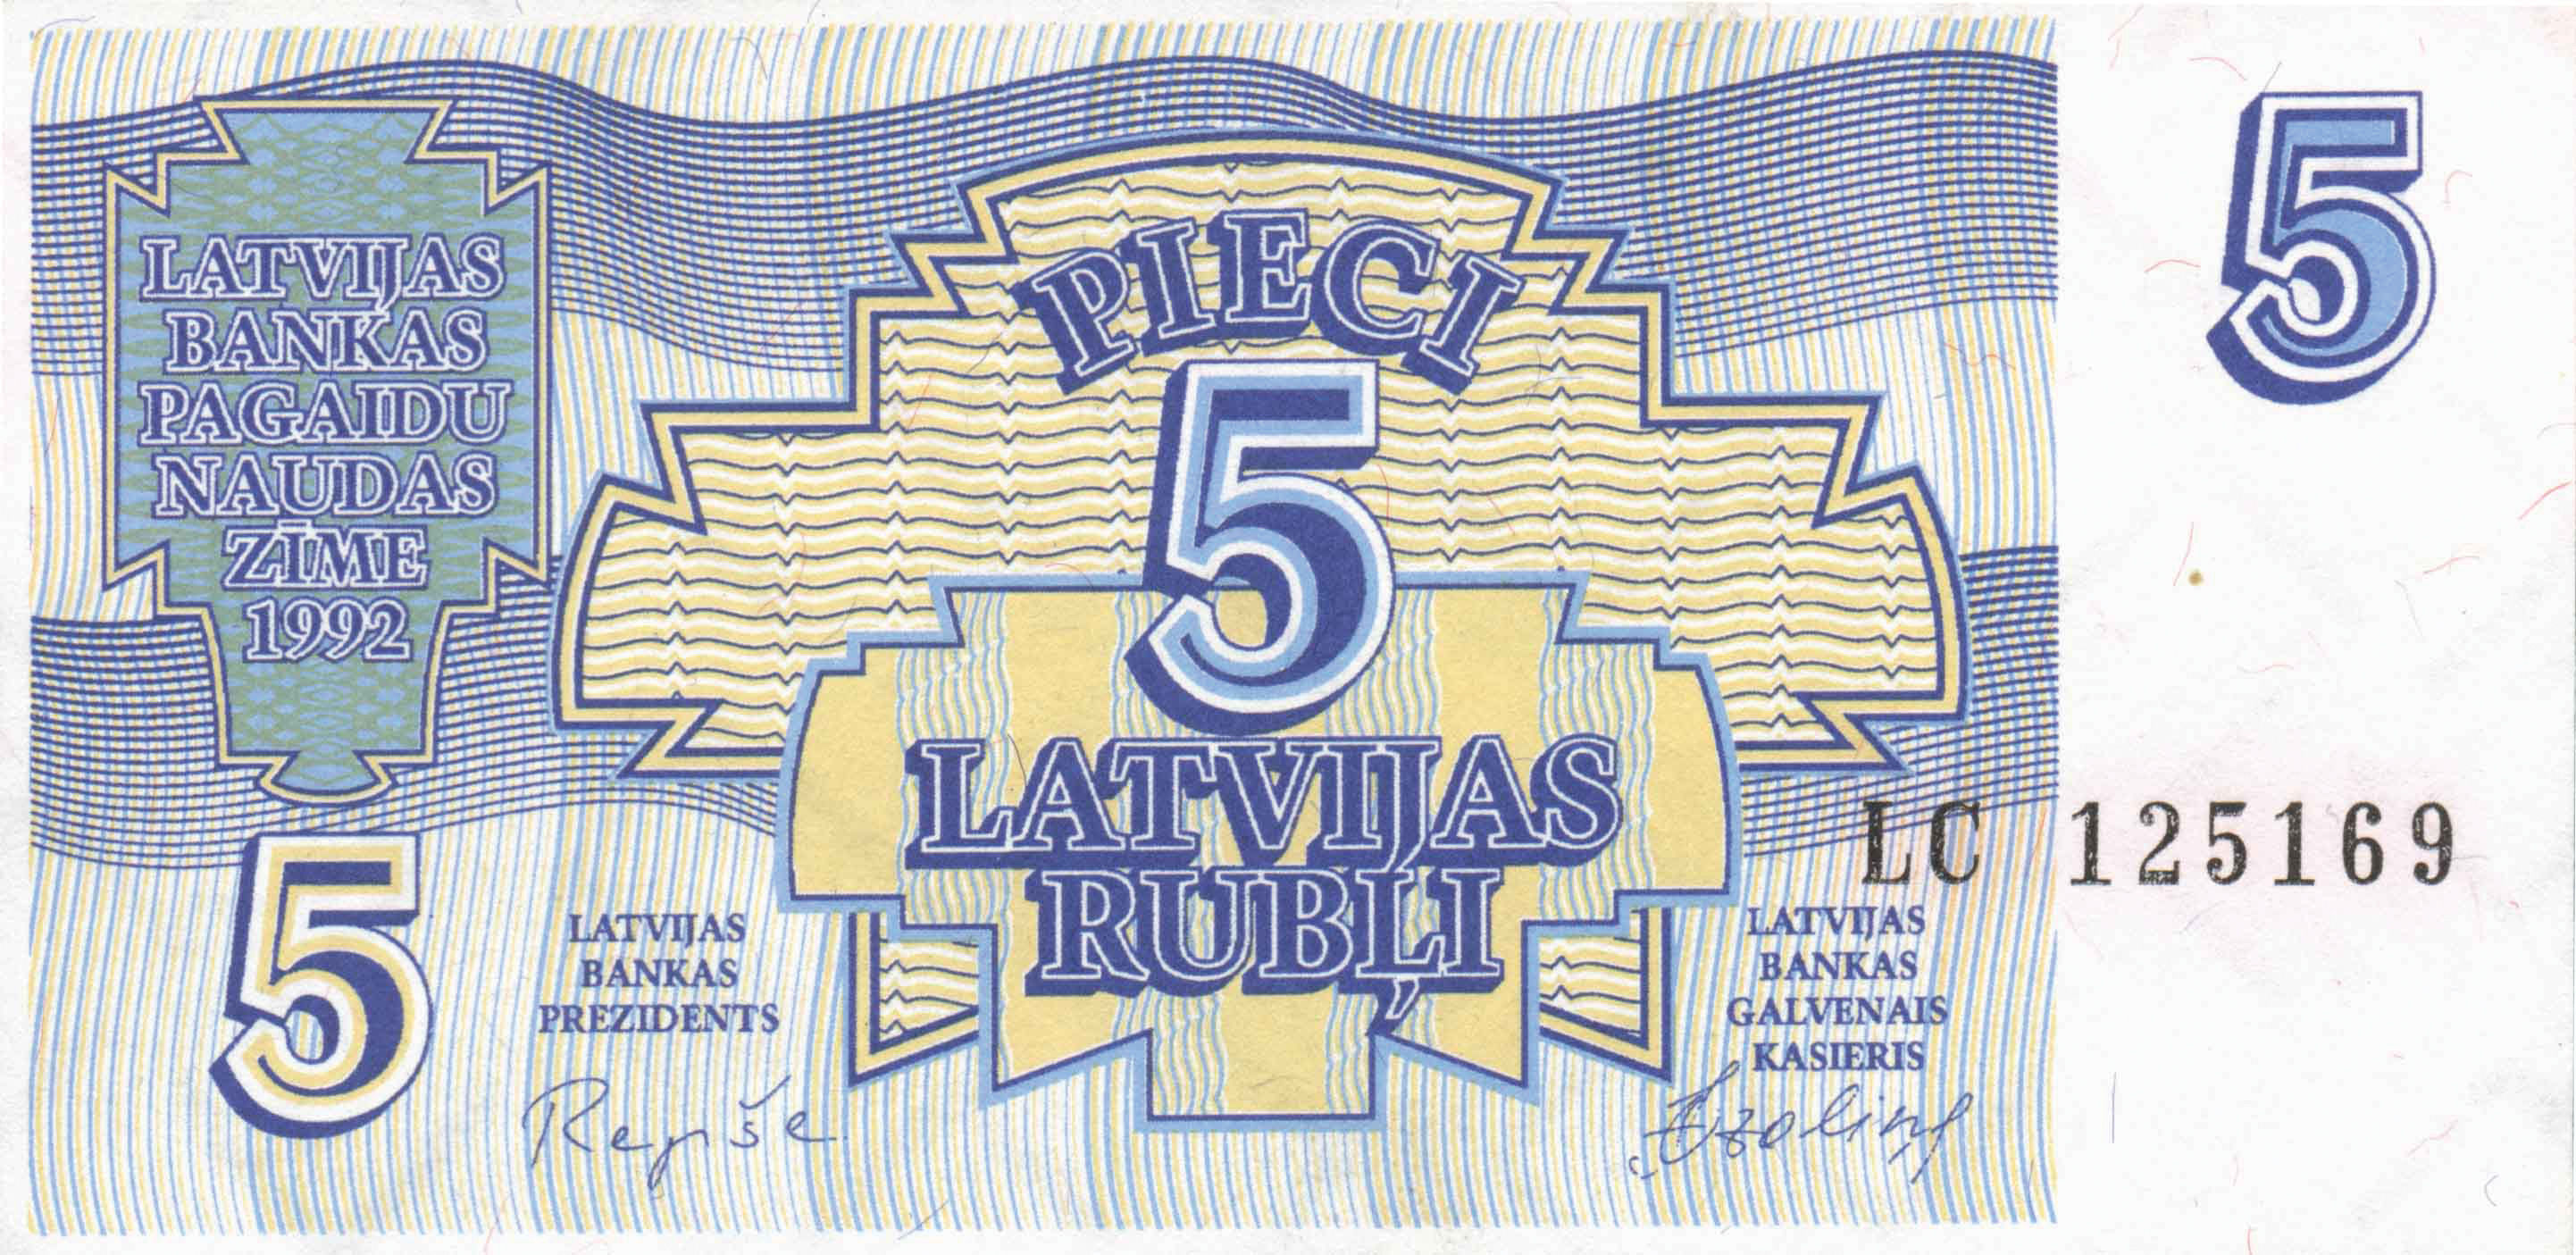 LATVIJAS
BANKAS
PAGAIDU
NAUDAS
ZĪME
1992
5
PIECI
5
LATVIJAS
RUBĻI
5
LC 125169
LATVIJAS
BANKAS
PREZIDENTS
Repše
LATVIJAS
BANKAS
GALVENAIS
KASIERIS